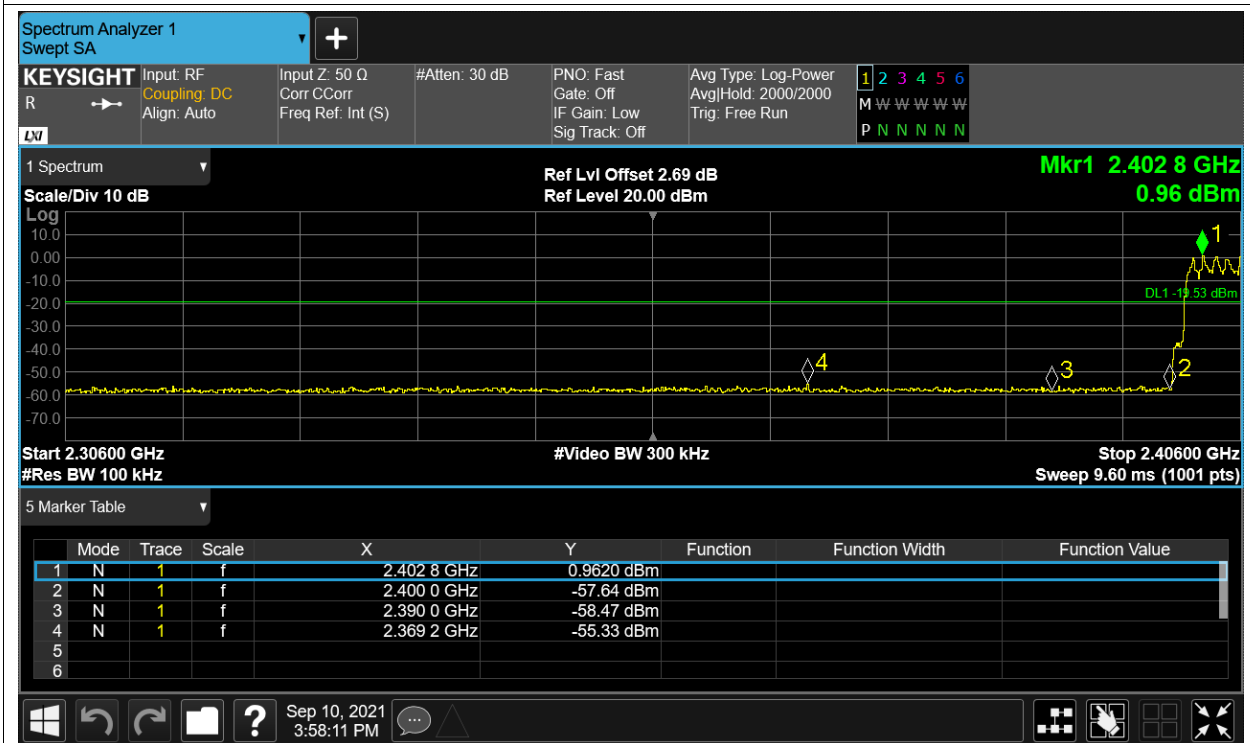 Spectrum Analyzer 1
Swept SA
KEYSIGHT
R
LXI
Input: RF
Coupling: DC
Align: Auto
Input Z: 50 Ω
Corr CCorr
Freq Ref: Int (S)
#Atten: 30 dB
PNO: Fast
Gate: Off
IF Gain: Low
Sig Track: Off
Avg Type: Log-Power
Avg|Hold: 2000/2000
Trig: Free Run
1 2 3 4 5 6
M W W W W W
P N N N N N
1 Spectrum
Scale/Div 10 dB
Ref Lvl Offset 2.69 dB
Ref Level 20.00 dBm
Mkr1 2.402 8 GHz
0.96 dBm
Log
10.0
0.00
-10.0
-20.0
-30.0
-40.0
-50.0
-60.0
-70.0
1
DL1 -19.53 dBm
4
3
2
Start 2.30600 GHz
#Res BW 100 kHz
#Video BW 300 kHz
Stop 2.40600 GHz
Sweep 9.60 ms (1001 pts)
5 Marker Table
Mode Trace Scale X Y Function Function Width Function Value
1 N 1 f 2.402 8 GHz 0.9620 dBm
2 N 1 f 2.400 0 GHz -57.64 dBm
3 N 1 f 2.390 0 GHz -58.47 dBm
4 N 1 f 2.369 2 GHz -55.33 dBm
5
6
?
Sep 10, 2021
3:58:11 PM